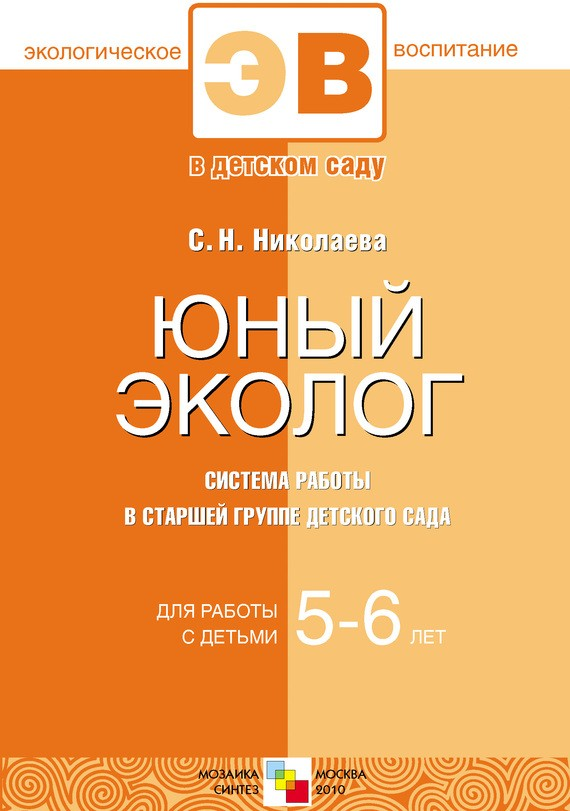 экологическое ЭВ воспитание
в детском саду
С. Н. Николаева
ЮНЫЙ
ЭКОЛОГ
СИСТЕМА РАБОТЫ
В СТАРШЕЙ ГРУППЕ ДЕТСКОГО САДА
ДЛЯ РАБОТЫ
С ДЕТЬМИ 5-6 ЛЕТ
МОЗАИКА МОСКВА
СИНТЕЗ 2010